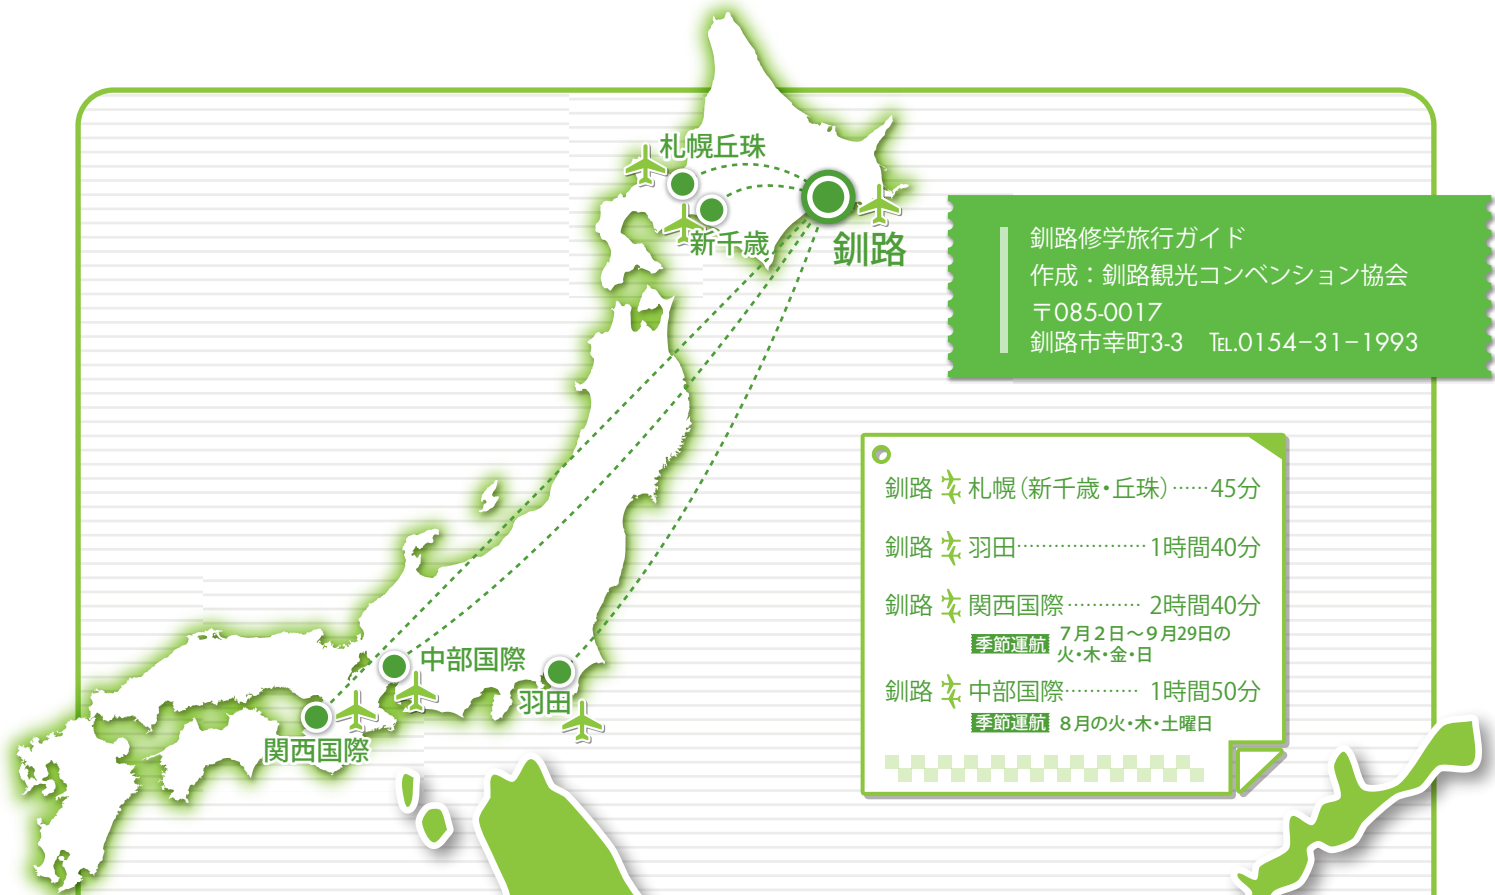 札幌丘珠
新千歳
釧路
釧路修学旅行ガイド
作成：釧路観光コンベンション協会
〒085-0017
釧路市幸町3-3　TEL.0154−31−1993
釧路 札幌（新千歳・丘珠）……45分
釧路 羽田…………………1時間40分
釧路 関西国際………… 2時間40分
季節運航 7月2日～9月29日の
火・木・金・日
釧路 中部国際………… 1時間50分
季節運航 8月の火・木・土曜日
中部国際
羽田
関西国際